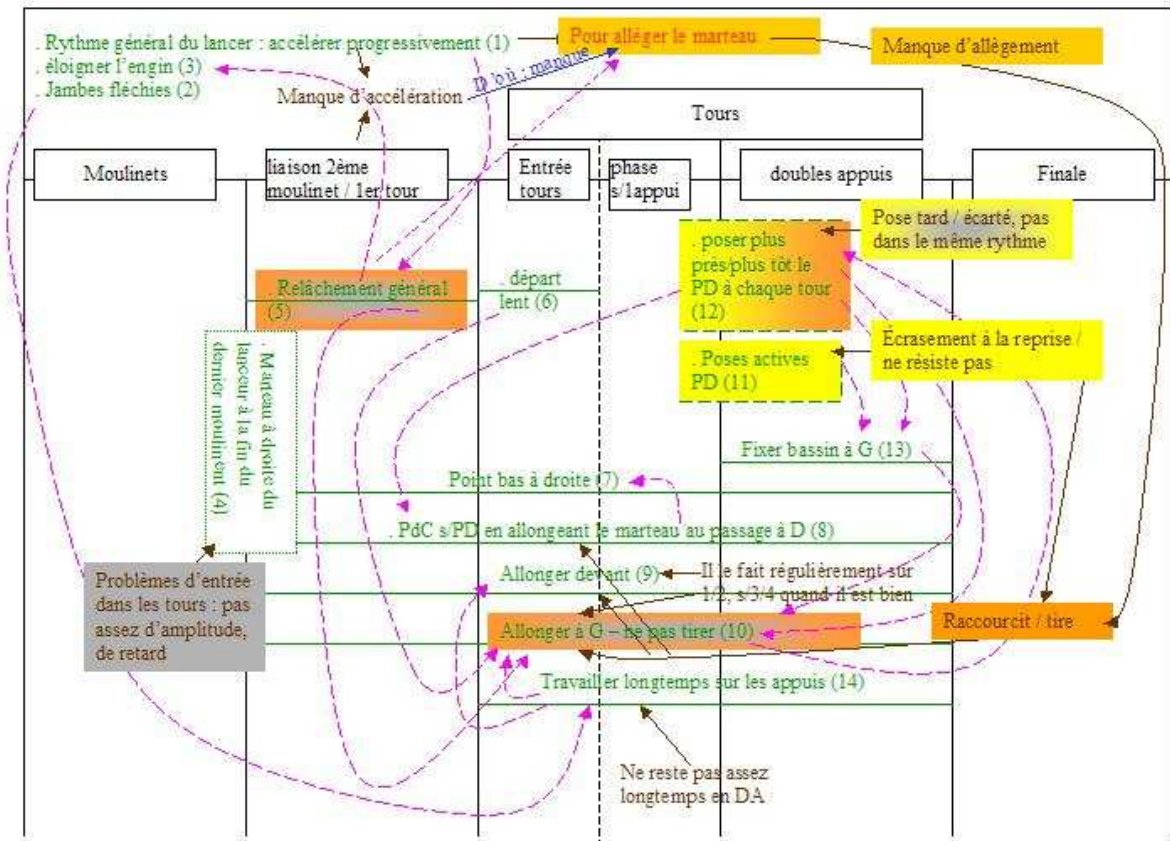 . Rythme général du lancer : accélérer progressivement (1)
. éloigner l'engin (3)
. Jambes fléchies (2)
Pour alléger le marteau
Manque d'allègement
D'où : manque
Manque d'accélération
Tours
Moulinets
liaison 2ème
moulinet / 1er tour
Entrée
tours
phase
s/1appui
doubles appuis
Finale
Pose tard / écarté, pas
dans le même rythme
. poser plus
près/plus tôt le
PD à chaque tour
(12)
. Relâchement général
(5)
. départ
lent (6)
Écrasement à la reprise /
ne résiste pas
. Poses actives
PD (11)
. Marteau à droite du
lanceur à la fin du
dernier moulinent (4)
Fixer bassin à G (13)
Point bas à droite (7)
. PdC s/PD en allongeant le marteau au passage à D (8)
Problèmes d'entrée
dans les tours : pas
assez d'amplitude,
de retard
Allonger devant (9)
Il le fait régulièrement sur
1/2, s/3/4 quand il est bien
Allonger à G – ne pas tirer (10)
Raccourcit / tire
Travailler longtemps sur les appuis (14)
Ne reste pas assez
longtemps en DA